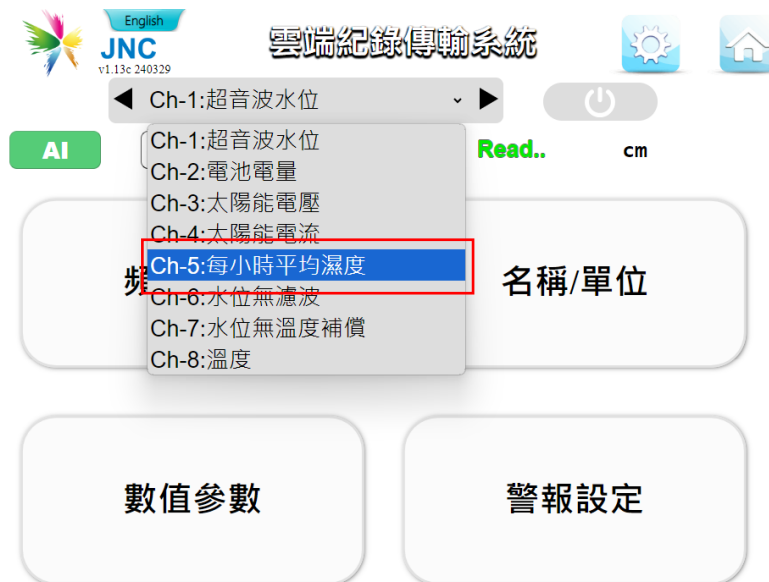 English
JNC
v1.13c 240329
雲端紀錄傳輸系統
Ch-1:超音波水位
AI
Read..
cm
Ch-1:超音波水位
Ch-2:電池電量
Ch-3:太陽能電壓
Ch-4:太陽能電流
Ch-5:每小時平均濕度
Ch-6:水位無濾波
Ch-7:水位無溫度補償
Ch-8:溫度
名稱/單位
數值參數
警報設定